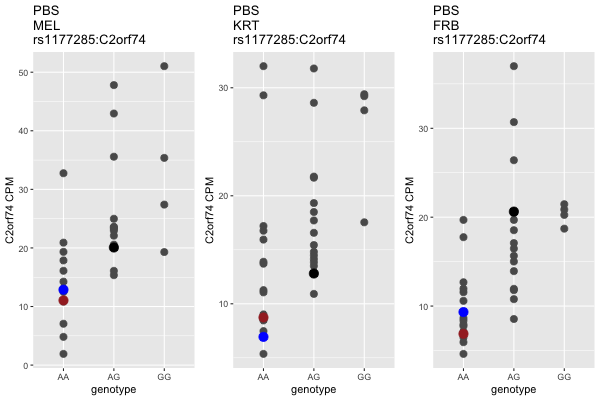 PBS
MEL
rs1177285:C2orf74
C2orf74 CPM
50
40
30
20
10
0
AA AG GG
genotype
PBS
KRT
rs1177285:C2orf74
C2orf74 CPM
30
20
10
AA AG GG
genotype
PBS
FRB
rs1177285:C2orf74
C2orf74 CPM
30
20
10
AA AG GG
genotype